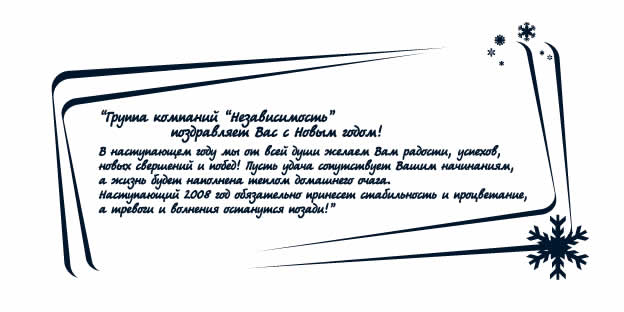 “Группа компаний “Независимость”
поздравляет Вас с Новым годом!
В наступающем году мы от всей души желаем Вам радости, успехов,
новых свершений и побед! Пусть удача сопутствует Вашим начинаниям,
а жизнь будет наполнена теплом домашнего очага.
Наступающий 2008 год обязательно принесет стабильность и процветание,
а тревоги и волнения останутся позади!”